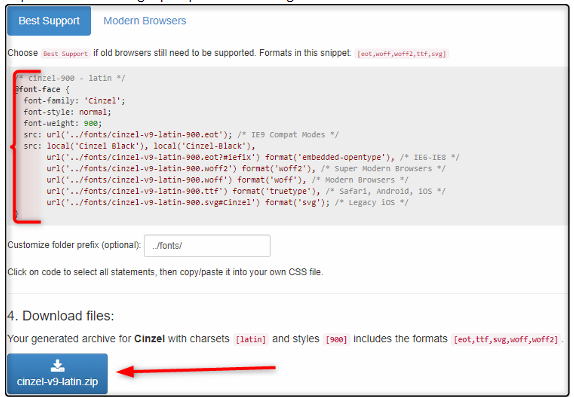 Best Support Modern Browsers
Choose Best Support if old browsers still need to be supported. Formats in this snippet: [eot,woff,woff2,ttf,svg]
/* cinzel-900 - latin */
@font-face {
font-family: 'Cinzel';
font-style: normal;
font-weight: 900;
src: url('../fonts/cinzel-v9-latin-900.eot'); /* IE9 Compat Modes */
src: local('Cinzel Black'), local('Cinzel-Black'),
url('../fonts/cinzel-v9-latin-900.eot?#iefix') format('embedded-opentype'), /* IE6-IE8 */
url('../fonts/cinzel-v9-latin-900.woff2') format('woff2'), /* Super Modern Browsers */
url('../fonts/cinzel-v9-latin-900.woff') format('woff'), /* Modern Browsers */
url('../fonts/cinzel-v9-latin-900.ttf') format('truetype'), /* Safari, Android, iOS */
url('../fonts/cinzel-v9-latin-900.svg#Cinzel') format('svg'); /* Legacy iOS */
}
Customize folder prefix (optional): ../fonts/
Click on code to select all statements, then copy/paste it into your own CSS file.
4. Download files:
Your generated archive for Cinzel with charsets [latin] and styles [900] includes the formats [eot,ttf,svg,woff,woff2] .
cinzel-v9-latin.zip